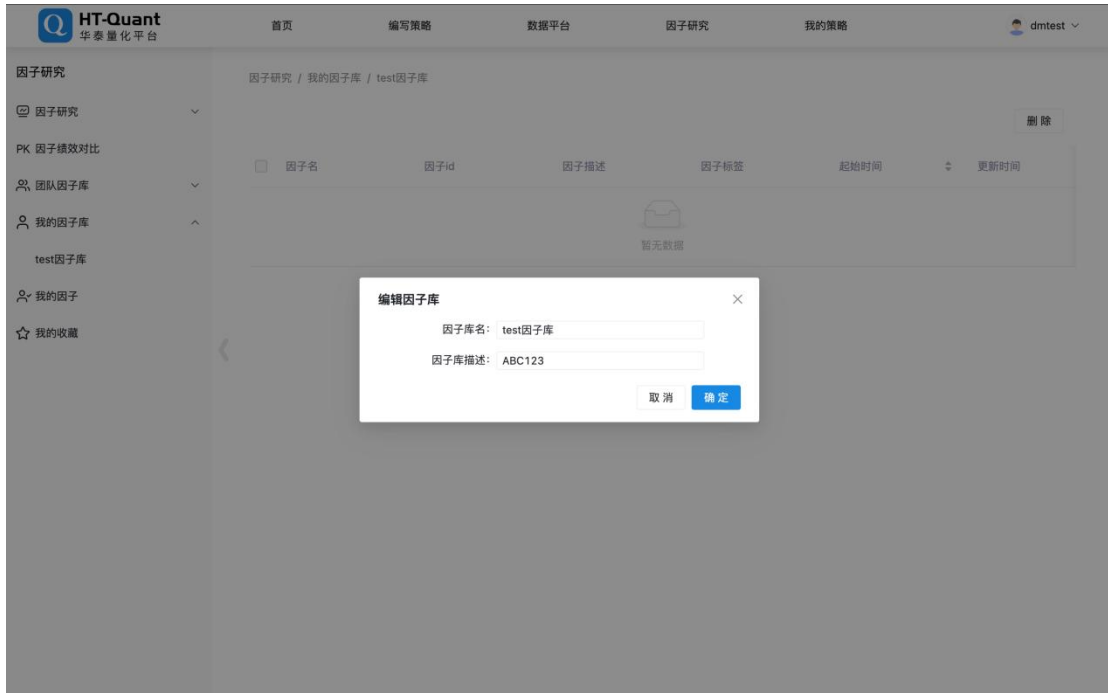 HT-Quant
华泰量化平台
首页 编写策略 数据平台 因子研究 我的策略 dmtest
因子研究
因子研究
PK 因子绩效对比
团队因子库
我的因子库
test因子库
我的因子
我的收藏
因子研究 / 我的因子库 / test因子库
删 除
因子名 因子id 因子描述 因子标签 起始时间 更新时间
暂无数据
编辑因子库
因子库名: test因子库
因子库描述: ABC123
取 消 确 定